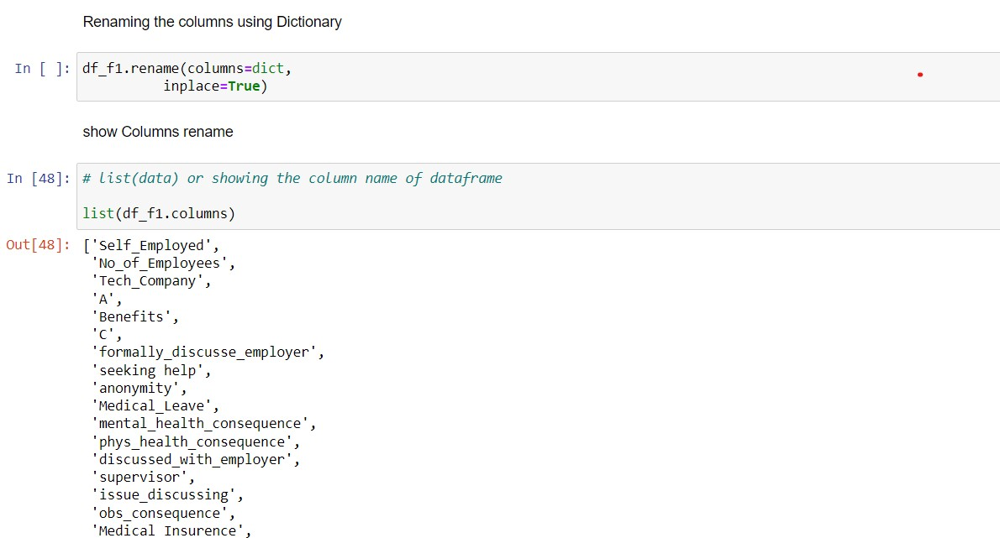 Renaming the columns using Dictionary
In [ ]: df_f1.rename(columns=dict,
inplace=True)
show Columns rename
In [48]: # list(data) or showing the column name of dataframe
list(df_f1.columns)
Out[48]: ['Self_Employed',
'No_of_Employees',
'Tech_Company',
'A',
'Benefits',
'C',
'formally_discusse_employer',
'seeking help',
'anonymity',
'Medical_Leave',
'mental_health_consequence',
'phys_health_consequence',
'discussed_with_employer',
'supervisor',
'issue_discussing',
'obs_consequence',
'Medical Insurence',